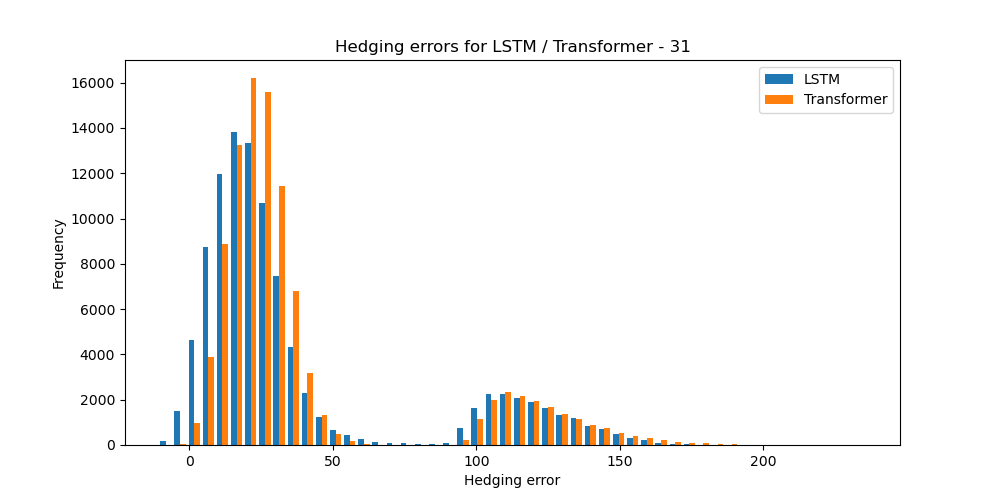 Hedging errors for LSTM / Transformer - 31
LSTM
Transformer
16000
14000
12000
10000
8000
6000
4000
2000
0
Frequency
0 50 100 150 200
Hedging error